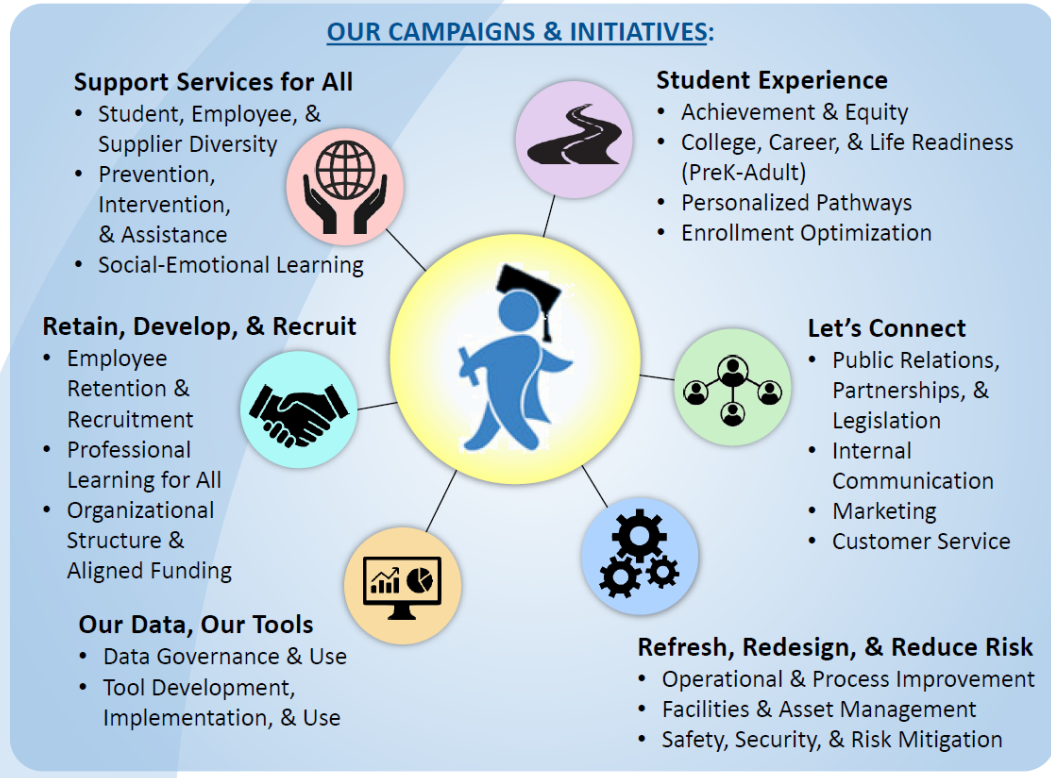 OUR CAMPAIGNS & INITIATIVES:
Support Services for All
• Student, Employee, &
Supplier Diversity
• Prevention,
Intervention,
& Assistance
• Social-Emotional Learning
Student Experience
• Achievement & Equity
• College, Career, & Life Readiness
(PreK-Adult)
• Personalized Pathways
• Enrollment Optimization
Retain, Develop, & Recruit
• Employee
Retention &
Recruitment
• Professional
Learning for All
• Organizational
Structure &
Aligned Funding
Let's Connect
• Public Relations,
Partnerships, &
Legislation
• Internal
Communication
• Marketing
• Customer Service
Our Data, Our Tools
• Data Governance & Use
• Tool Development,
Implementation, & Use
Refresh, Redesign, & Reduce Risk
• Operational & Process Improvement
• Facilities & Asset Management
• Safety, Security, & Risk Mitigation